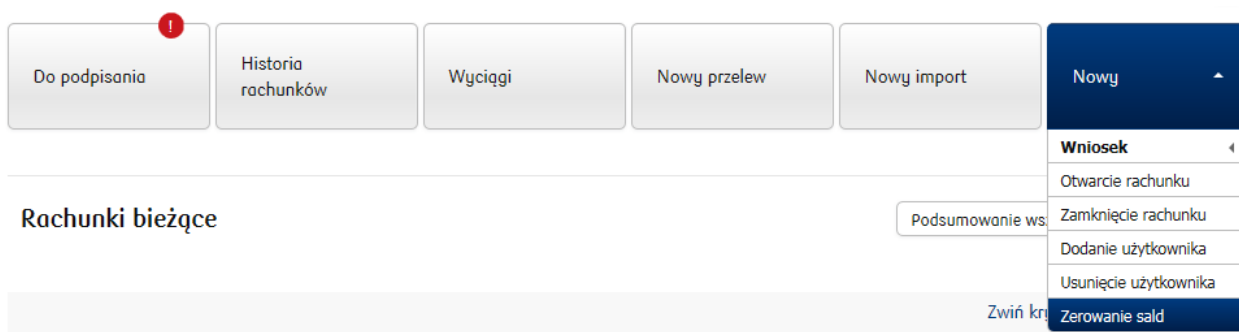 !
Do podpisania
Historia
rachunków
Wyciągi
Nowy przelew
Nowy import
Nowy
Wniosek
Otwarcie rachunku
Rachunki bieżące
Podsumowanie
Zamknięcie rachunku
Dodanie użytkownika
Usunięcie użytkownika
Zwiń
Zerowanie sald